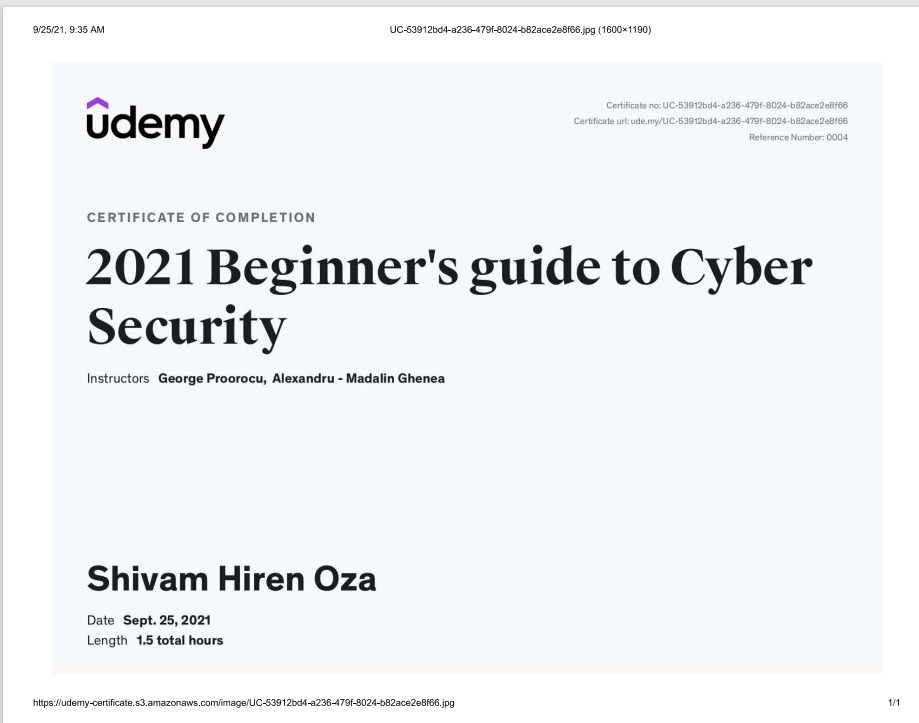 9/25/21, 9:35 AM
UC-53912bd4-a236-479f-8024-b82ace2e8f66.jpg (1600×1190)
udemy
Certificate no: UC-53912bd4-a236-479f-8024-b82ace2e8f66
Certificate url: ude.my/UC-53912bd4-a236-479f-8024-b82ace2e8f66
Reference Number: 0004
CERTIFICATE OF COMPLETION
2021 Beginner's guide to Cyber
Security
Instructors George Proorocu, Alexandru - Madalin Ghenea
Shivam Hiren Oza
Date Sept. 25, 2021
Length 1.5 total hours
https://udemy-certificate.s3.amazonaws.com/image/UC-53912bd4-a236-479f-8024-b82ace2e8f66.jpg
1/1